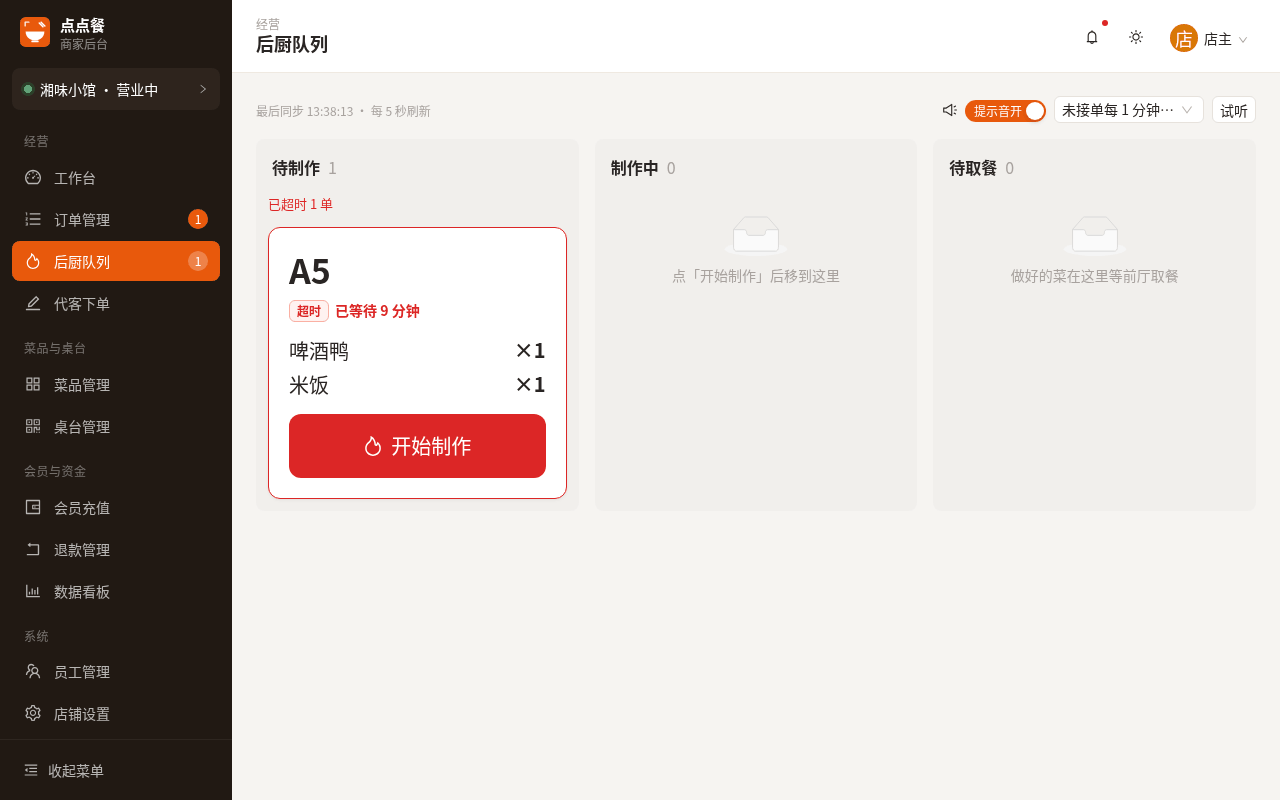 点点餐
商家后台
湘味小馆 · 营业中
经营
工作台
订单管理 1
后厨队列 1
代客下单
菜品与桌台
菜品管理
桌台管理
会员与资金
会员充值
退款管理
数据看板
系统
员工管理
店铺设置
收起菜单
经营
后厨队列
店 店主
最后同步 13:38:13 · 每 5 秒刷新
提示音开
未接单每 1 分钟…
试听
待制作 1
已超时 1 单
A5
超时 已等待 9 分钟
啤酒鸭 ×1
米饭 ×1
开始制作
制作中 0
点「开始制作」后移到这里
待取餐 0
做好的菜在这里等前厅取餐